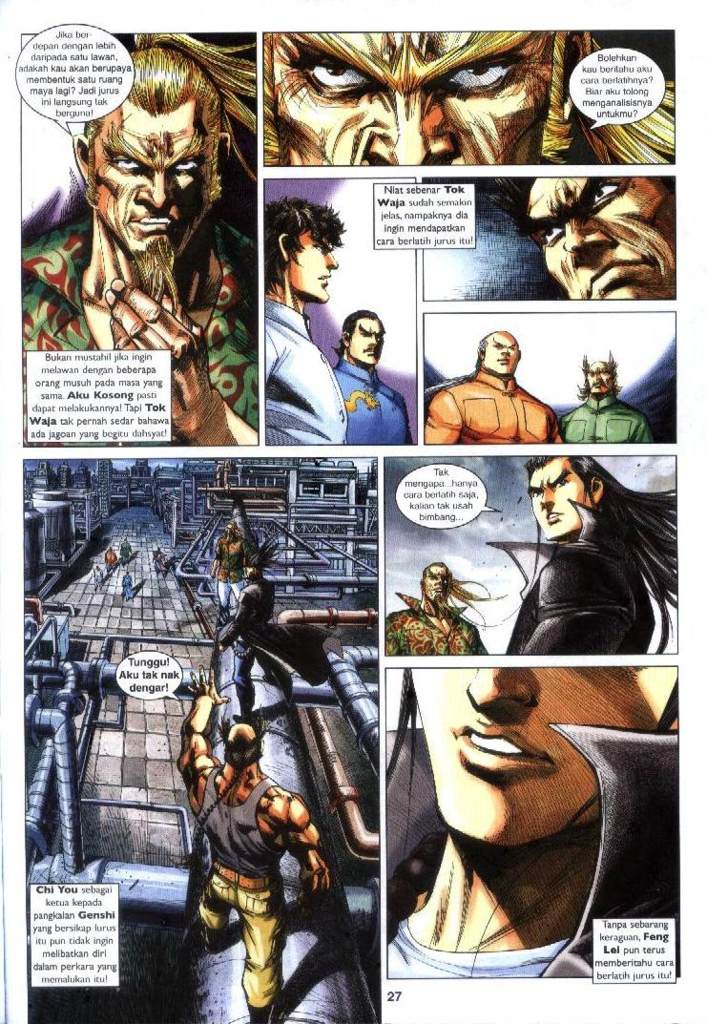 Jika ber-
depan dengan lebih
daripada satu lawan,
adakah kau akan berupaya
membentuk satu ruang
maya lagi? Jadi jurus
ini langsung tak
berguna!
Bukan mustahil jika ingin
melawan dengan beberapa
orang musuh pada masa yang
sama. Aku Kosong pasti
dapat melakukannya! Tapi Tok
Waja tak pernah sedar bahawa
ada jagoan yang begitu dahsyat!
Bolehkan
kau beritahu aku
cara berlatihnya?
Biar aku tolong
menganalisisnya
untukmu?
Niat sebenar Tok
Waja sudah semakin
jelas, nampaknya dia
ingin mendapatkan
cara berlatih jurus itu!
Tunggu!
Aku tak nak
dengar!
Chi You sebagai
ketua kepada
pangkalan Genshi
yang bersikap lurus
itu pun tidak ingin
melibatkan diri
dalam perkara yang
memalukan itu!
Tak
mengapa...hanya
cara berlatih saja,
kalian tak usah
bimbang...
Tanpa sebarang
keraguan, Feng
Lei pun terus
memberitahu cara
berlatih jurus itu!
27